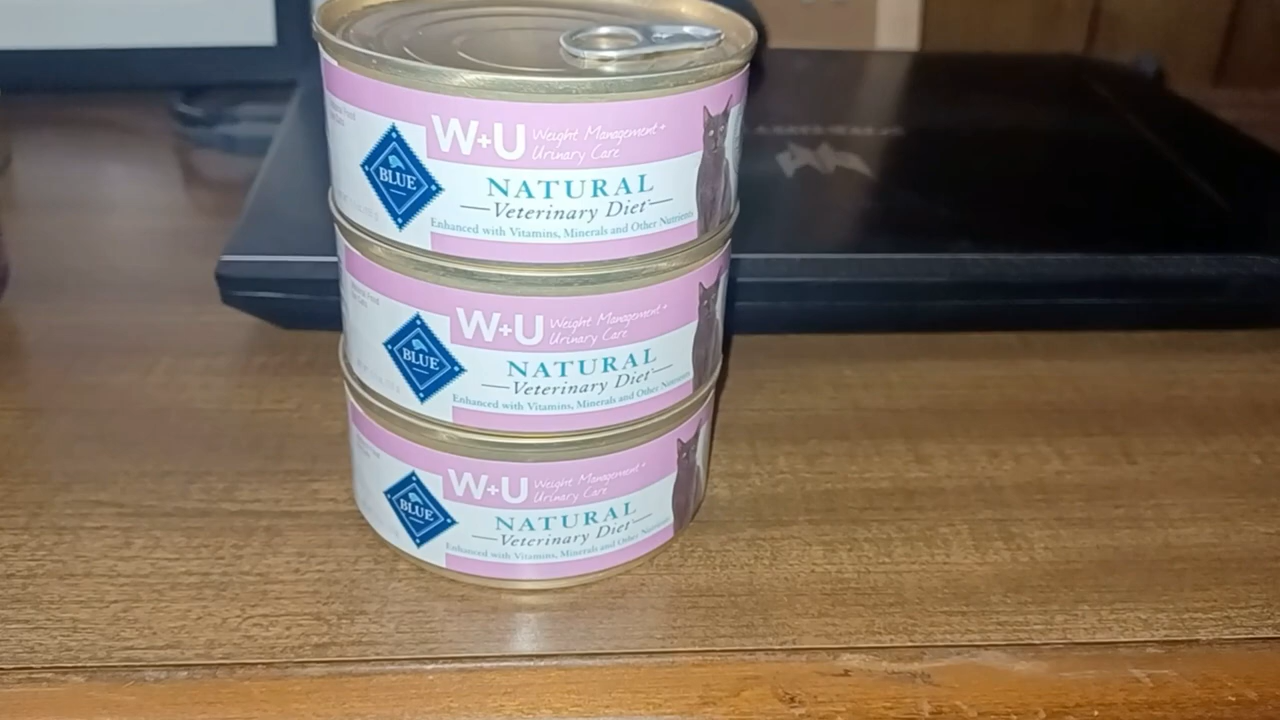 Weight Management+
W+U
Urinary Care
BLUE
NATURAL
Veterinary Diet
Enhanced with Vitamins, Minerals and Other Nutrients
Weight Management+
W+U
Urinary Care
BLUE
NATURAL
Veterinary Diet
Enhanced with Vitamins, Minerals and Other Nutrients
Weight Management+
W+U
Urinary Care
BLUE
NATURAL
Veterinary Diet
Enhanced with Vitamins, Minerals and Other Nutrients